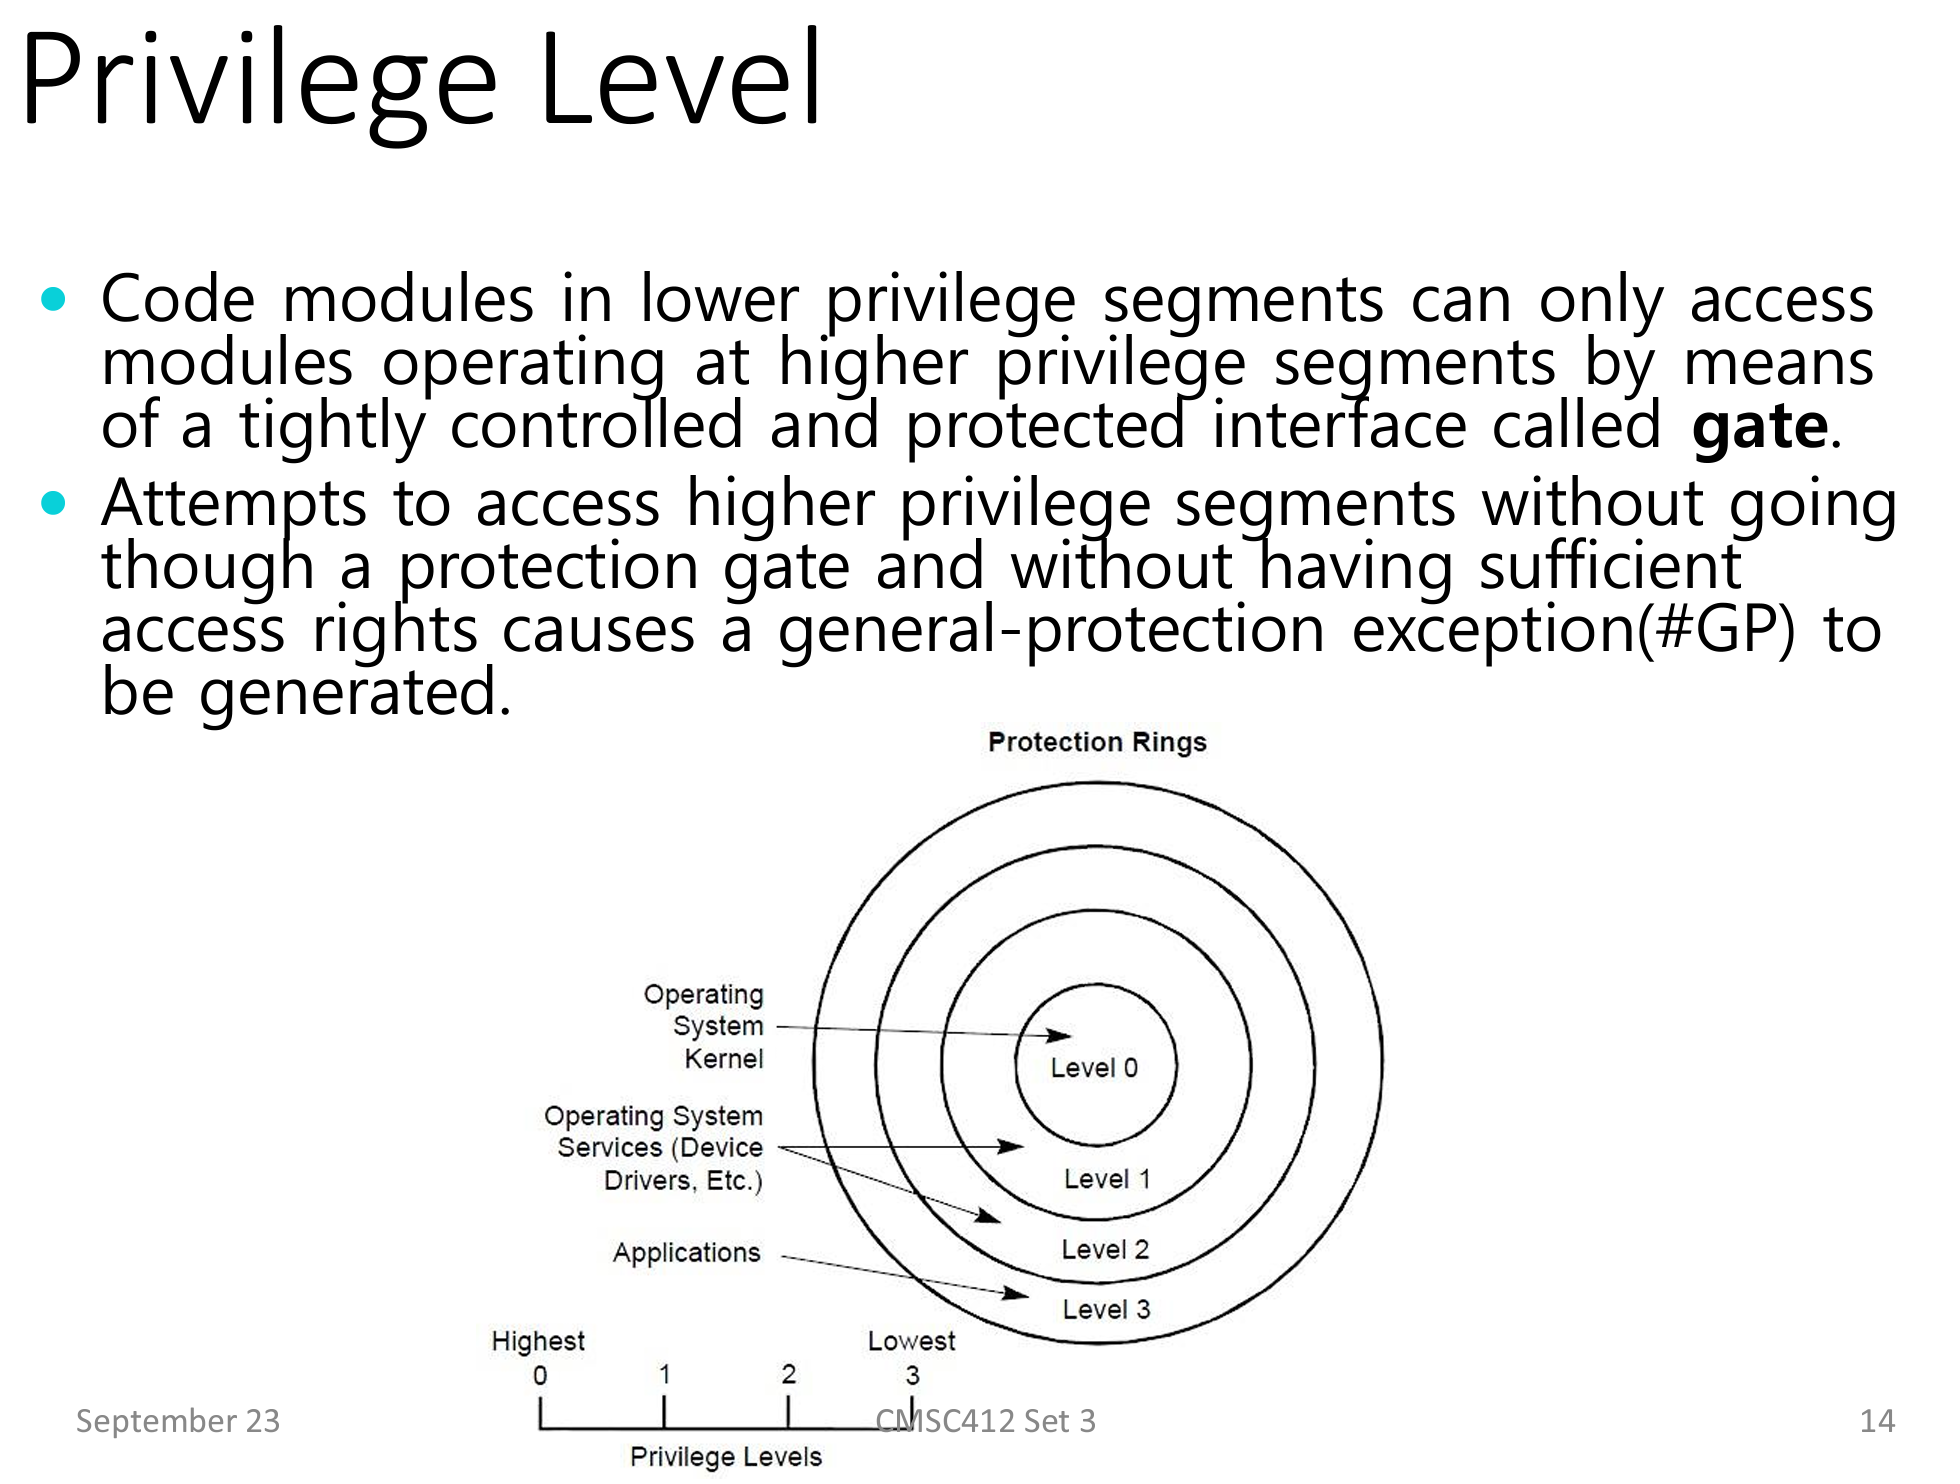 Privilege Level
• Code modules in lower privilege segments can only access
modules operating at higher privilege segments by means
of a tightly controlled and protected interface called gate.
• Attempts to access higher privilege segments without going
though a protection gate and without having sufficient
access rights causes a general-protection exception(#GP) to
be generated.
Protection Rings
Operating
System
Kernel
Level 0
Operating System
Services (Device
Drivers, Etc.)
Level 1
Level 2
Applications
Level 3
Highest Lowest
0 1 2 3
Privilege Levels
September 23 CMSC412 Set 3 14